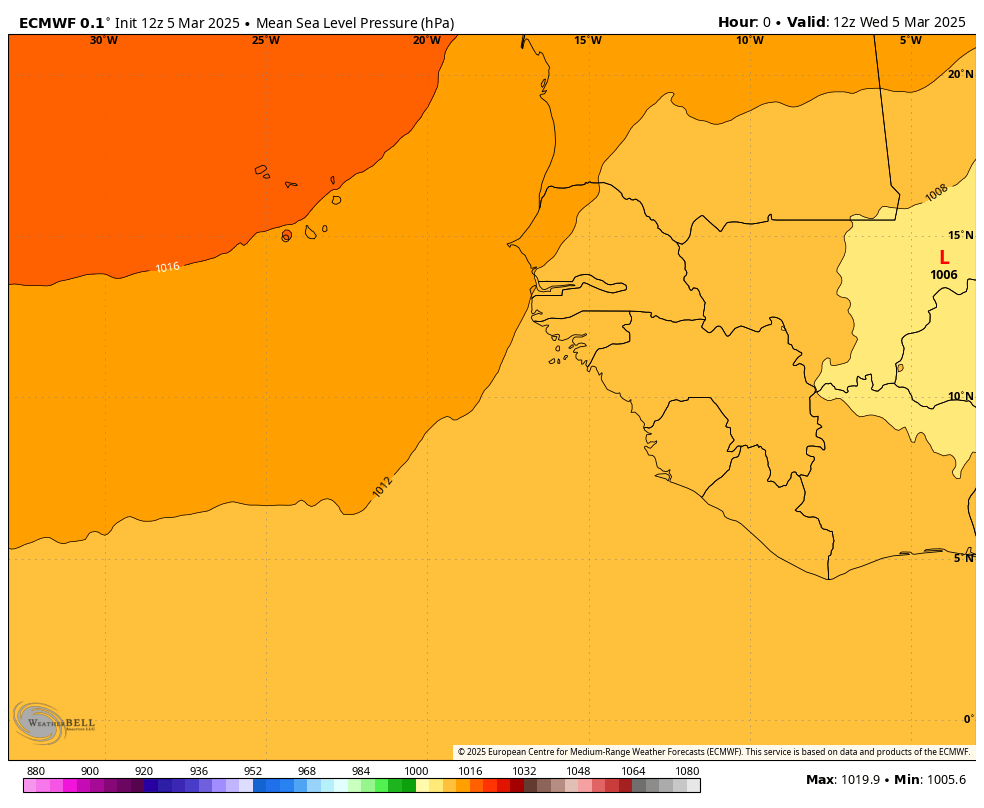 ECMWF 0.1° Init 12z 5 Mar 2025 • Mean Sea Level Pressure (hPa)
Hour: 0 • Valid: 12z Wed 5 Mar 2025
30°W 25°W 20°W 15°W 10°W 5°W
20°N
1008
15°N
L
1006
1016
10°N
1012
5°N
0°
WEATHERBELL
© 2025 European Centre for Medium-Range Weather Forecasts (ECMWF). This service is based on data and products of the ECMWF.
880 900 920 936 952 968 984 1000 1016 1032 1048 1064 1080
Max: 1019.9 • Min: 1005.6